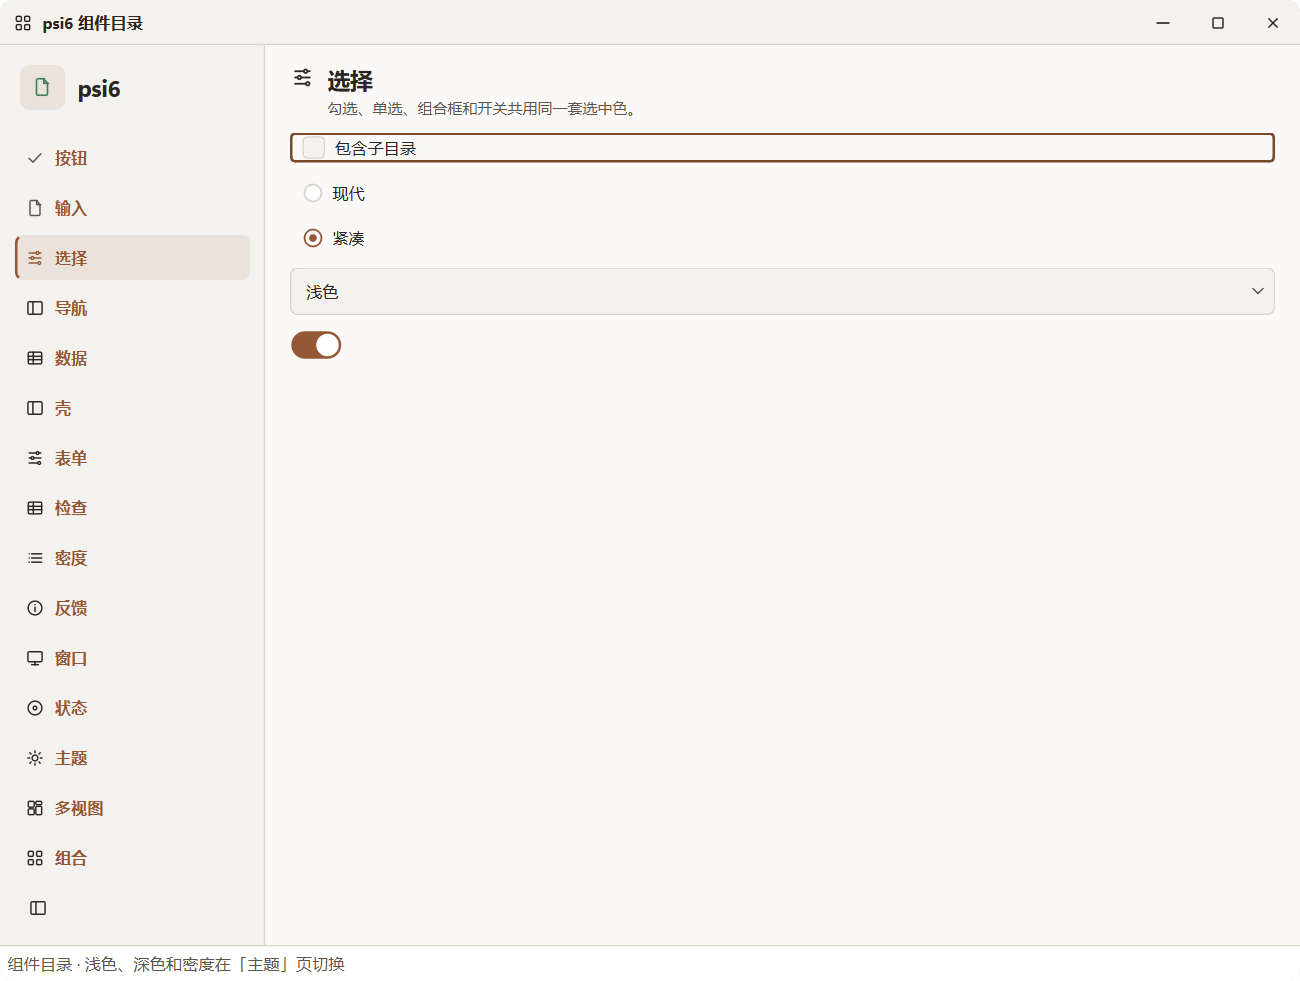 psi6 组件目录
psi6
按钮
输入
选择
导航
数据
壳
表单
检查
密度
反馈
窗口
状态
主题
多视图
组合
选择
勾选、单选、组合框和开关共用同一套选中色。
包含子目录
现代
紧凑
浅色
组件目录 · 浅色、深色和密度在「主题」页切换